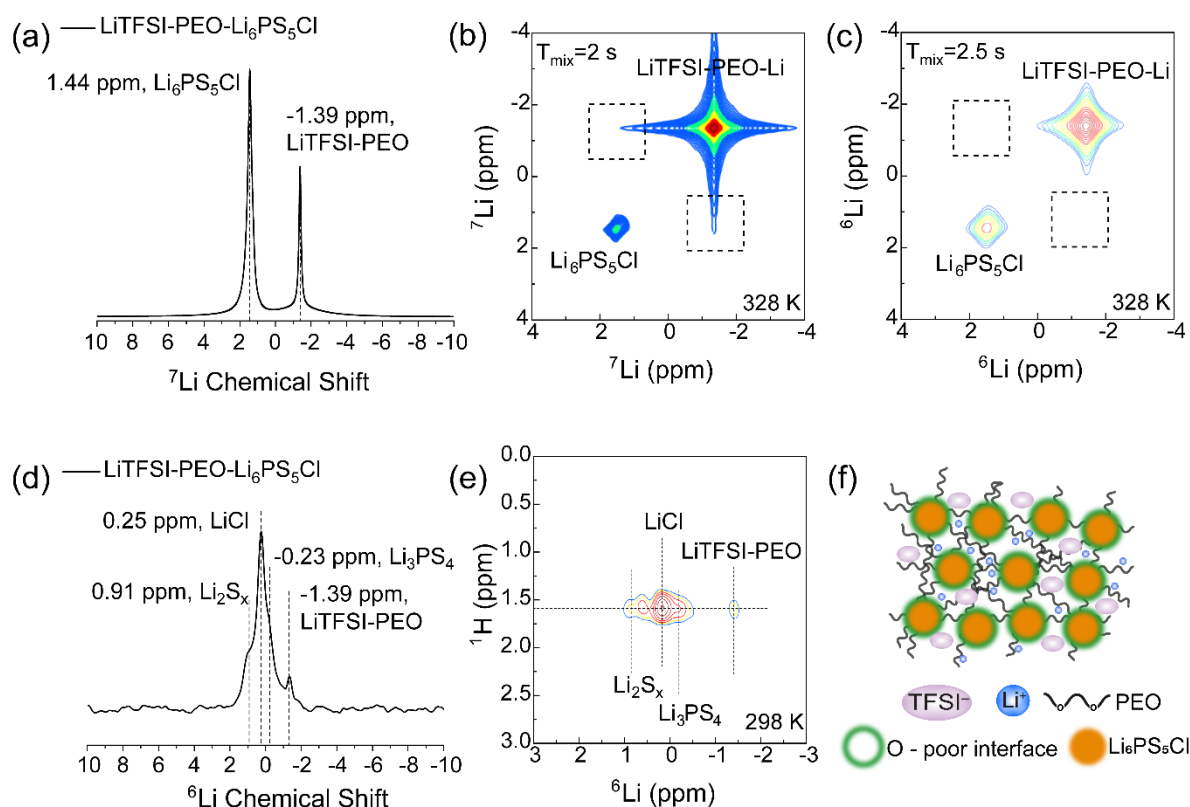 (a)
LiTFSI-PEO-Li₆PS₅Cl
1.44 ppm, Li₆PS₅Cl
-1.39 ppm,
LiTFSI-PEO
10 8 6 4 2 0 -2 -4 -6 -8 -10
⁷Li Chemical Shift
(b)
Tmix=2 s
LiTFSI-PEO-Li
Li₆PS₅Cl
328 K
-4
-2
0
2
4
⁷Li (ppm)
4 2 0 -2 -4
⁷Li (ppm)
(c)
Tmix=2.5 s
LiTFSI-PEO-Li
Li₆PS₅Cl
328 K
-4
-2
0
2
4
⁶Li (ppm)
4 2 0 -2 -4
⁶Li (ppm)
(d)
LiTFSI-PEO-Li₆PS₅Cl
0.25 ppm, LiCl
-0.23 ppm, Li₃PS₄
0.91 ppm, Li₂Sₓ
-1.39 ppm,
LiTFSI-PEO
10 8 6 4 2 0 -2 -4 -6 -8 -10
⁶Li Chemical Shift
(e)
LiCl
LiTFSI-PEO
Li₂Sₓ
Li₃PS₄
298 K
0.0
0.5
1.0
1.5
2.0
2.5
3.0
¹H (ppm)
3 2 1 0 -1 -2 -3
⁶Li (ppm)
(f)
TFSI⁻
Li⁺
PEO
O - poor interface
Li₆PS₅Cl